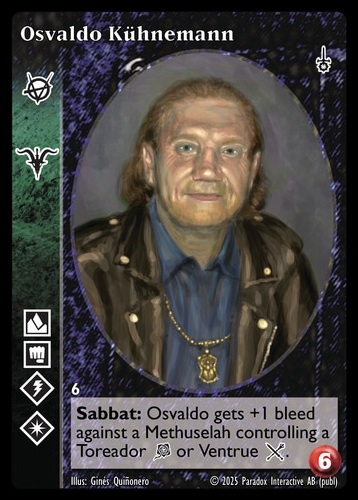 Osvaldo Kühnemann
6
Sabbat: Osvaldo gets +1 bleed
against a Methuselah controlling a
Toreador or Ventrue .
6
Illus: Ginés Quiñonero © 2025 Paradox Interactive AB (publ)